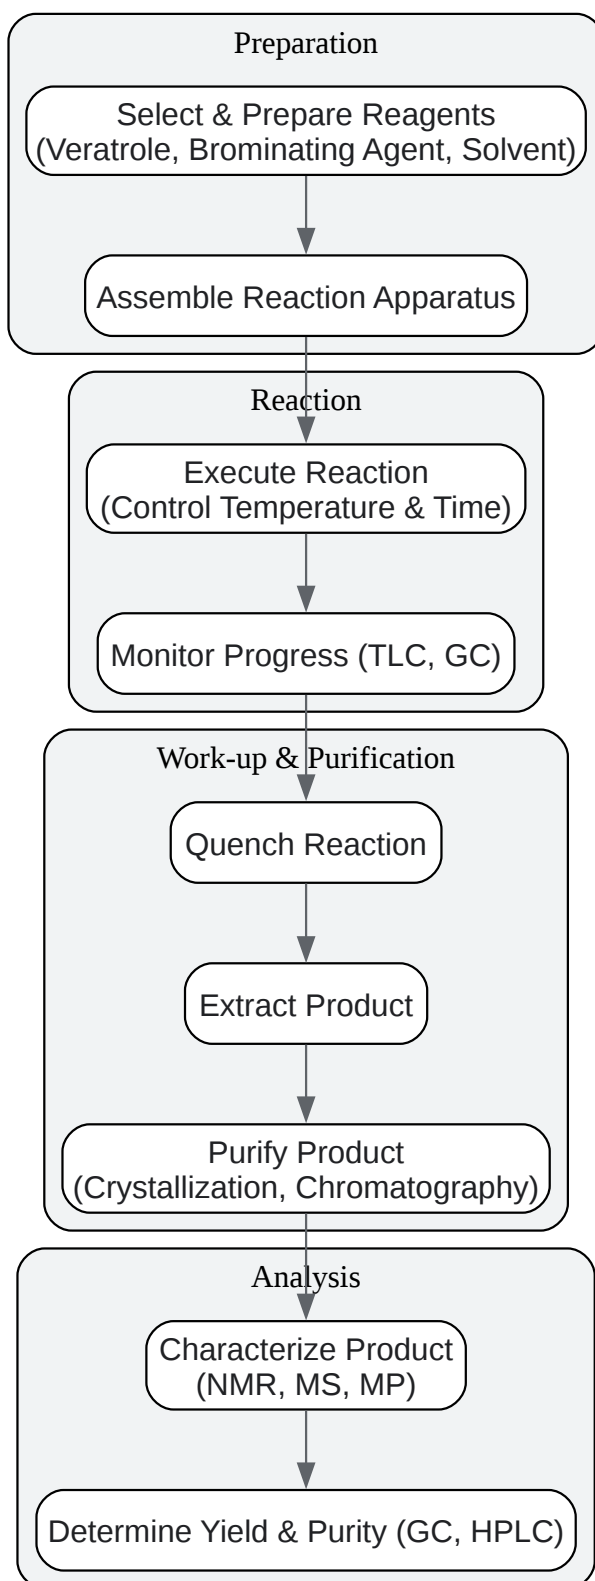 Preparation
Select & Prepare Reagents
(Veratrole, Brominating Agent, Solvent)
Assemble Reaction Apparatus
Reaction
Execute Reaction
(Control Temperature & Time)
Monitor Progress (TLC, GC)
Work-up & Purification
Quench Reaction
Extract Product
Purify Product
(Crystallization, Chromatography)
Analysis
Characterize Product
(NMR, MS, MP)
Determine Yield & Purity (GC, HPLC)